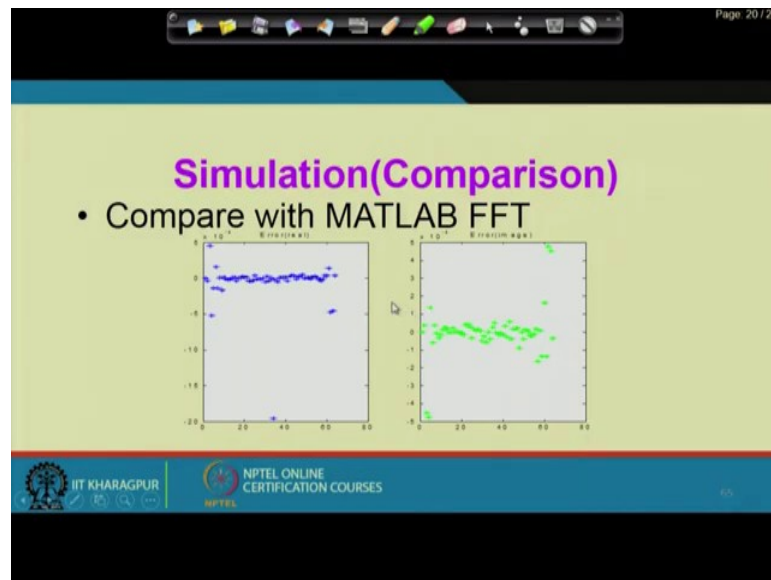 Page: 20 / 2
Simulation(Comparison)
• Compare with MATLAB FFT
Error(real)
Error(image)
5
0
-5
-10
-15
-20
0 20 40 60 80
5
4
3
2
1
0
-1
-2
-3
-4
-5
0 20 40 60 80
IIT KHARAGPUR
NPTEL
NPTEL ONLINE
CERTIFICATION COURSES
65